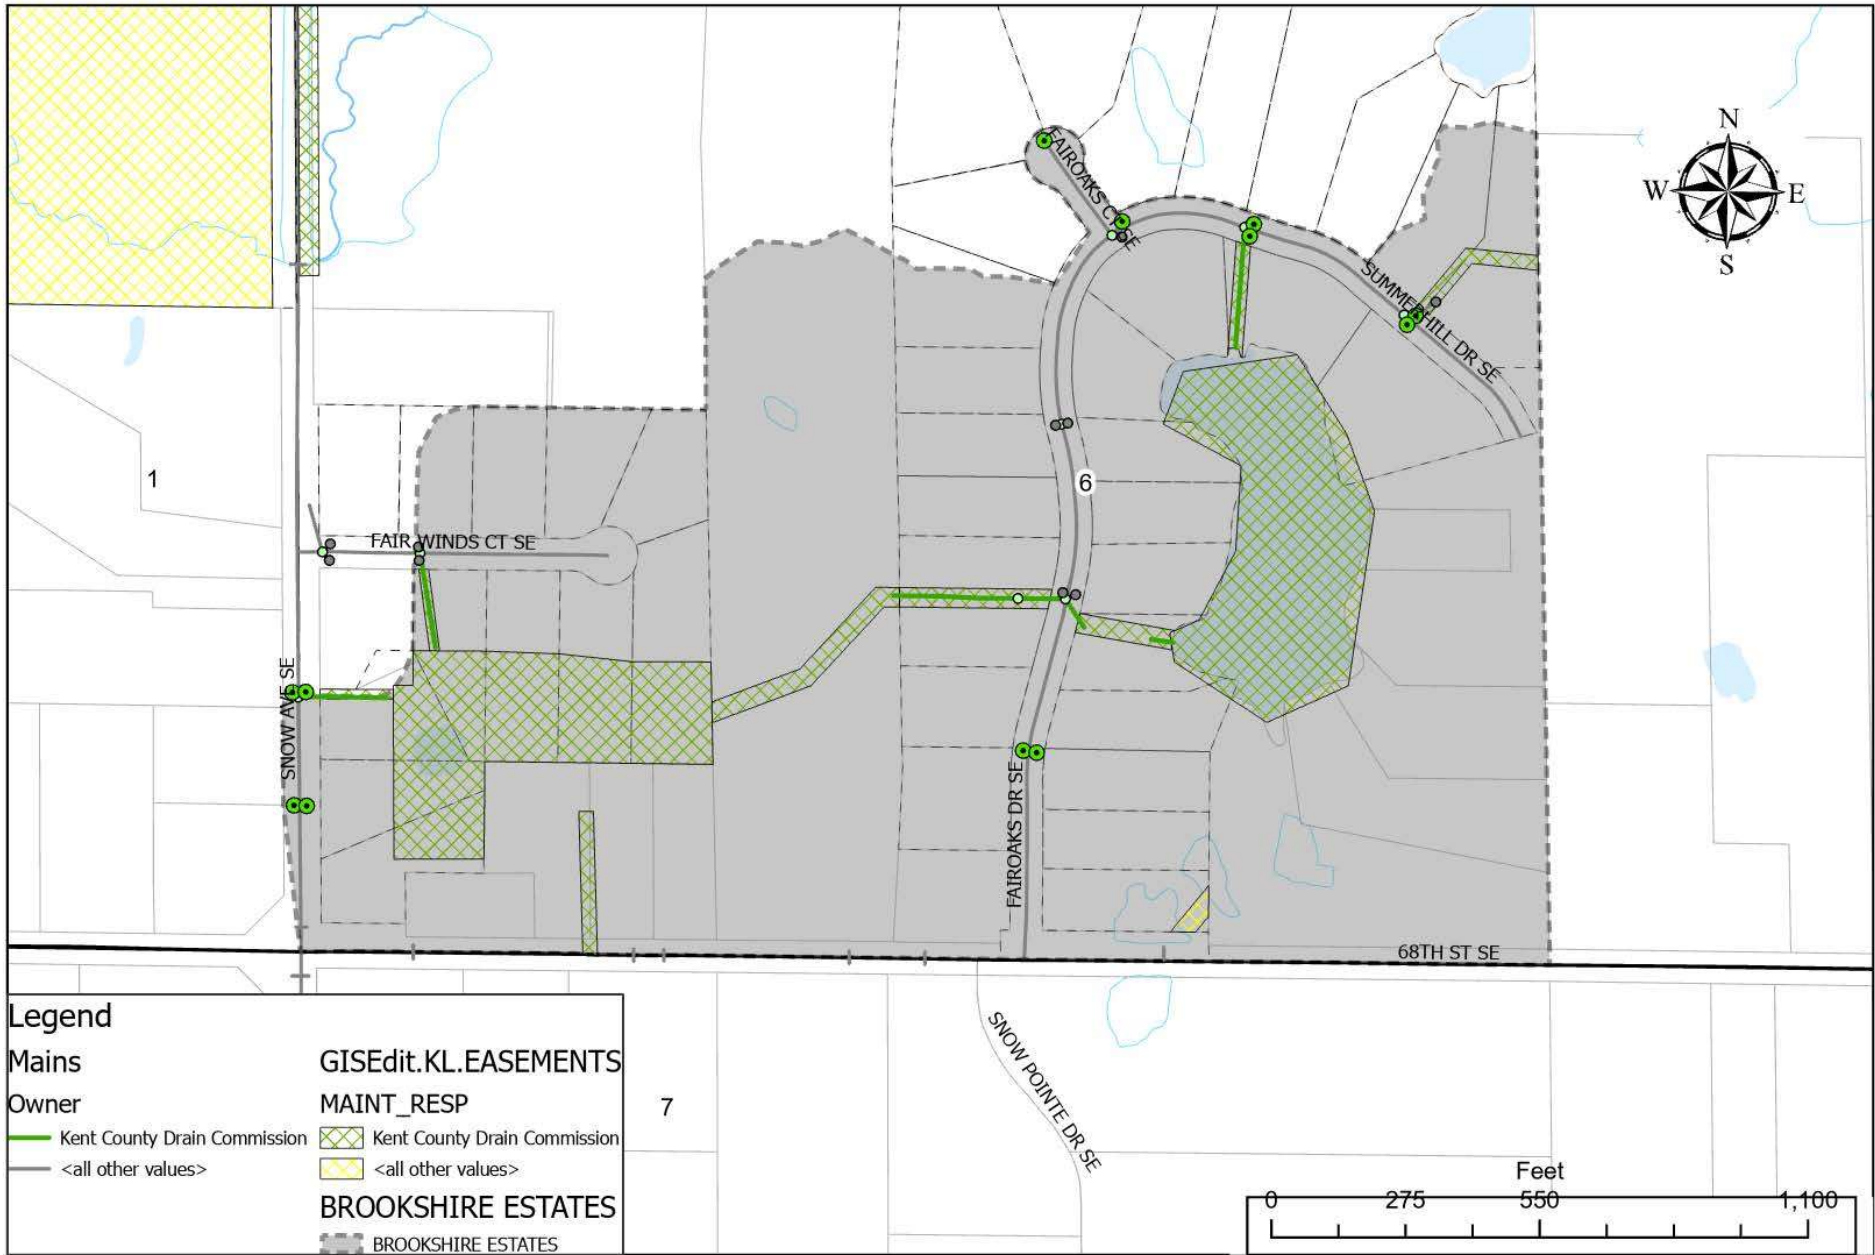 N
W E
S
FAIROAKS CT SE
SUMMERHILL DR SE
1
6
FAIR WINDS CT SE
SNOW AVE SE
FAIROAKS DR SE
68TH ST SE
SNOW POINTE DR SE
7
Legend
Mains
Owner
Kent County Drain Commission
<all other values>
GISEdit.KL.EASEMENTS
MAINT_RESP
Kent County Drain Commission
<all other values>
BROOKSHIRE ESTATES
BROOKSHIRE ESTATES
Feet
0 275 550 1,100